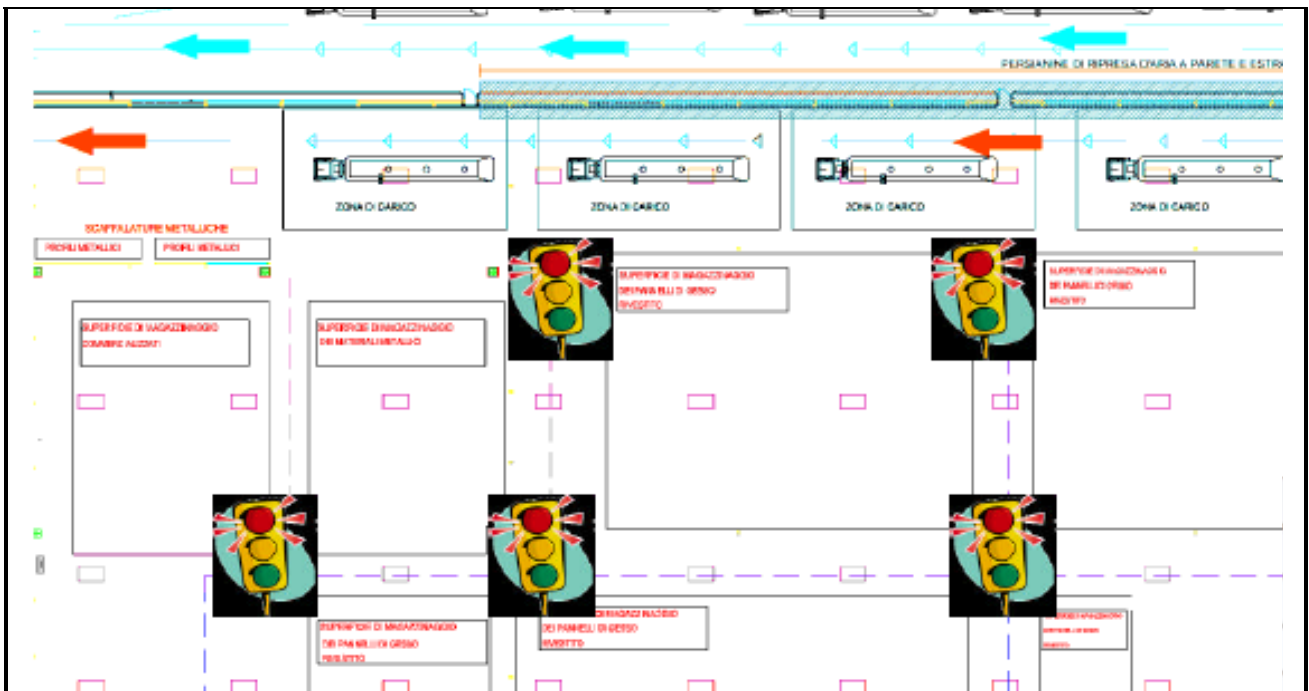 PERSIANINE DI RIPRESA D'ARIA A PARETE E ESTRA
ZONA DI CARICO
ZONA DI CARICO
ZONA DI CARICO
ZONA DI CARICO
SCAFFALATURE METALLICHE
PROFILI METALLICI
PROFILI METALLICI
SUPERFICIE DI MAGAZZINAGGIO
DEI PANNELLI DI GESSO
RIVESTITO
SUPERFICIE DI MAGAZZINAGGIO
DEI PANNELLI DI GESSO
RIVESTITO
SUPERFICIE DI MAGAZZINAGGIO
SUPERFICIE DI MAGAZZINAGGIO
DEI MATERIALI METALLICI
SUPERFICIE DI MAGAZZINAGGIO
DEI PANNELLI DI GESSO
RIVESTITO
DI MAGAZZINAGGIO
DEI PANNELLI DI GESSO
RIVESTITO